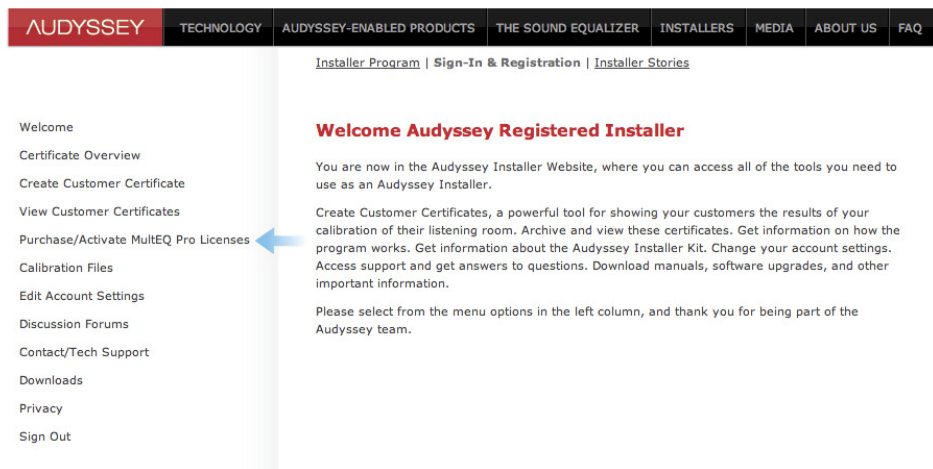 AUDYSSEY TECHNOLOGY AUDYSSEY-ENABLED PRODUCTS THE SOUND EQUALIZER INSTALLERS MEDIA ABOUT US FAQ
Installer Program | Sign-In & Registration | Installer Stories
Welcome
Certificate Overview
Create Customer Certificate
View Customer Certificates
Purchase/Activate MultEQ Pro Licenses
Calibration Files
Edit Account Settings
Discussion Forums
Contact/Tech Support
Downloads
Privacy
Sign Out
Welcome Audyssey Registered Installer
You are now in the Audyssey Installer Website, where you can access all of the tools you need to
use as an Audyssey Installer.
Create Customer Certificates, a powerful tool for showing your customers the results of your
calibration of their listening room. Archive and view these certificates. Get information on how the
program works. Get information about the Audyssey Installer Kit. Change your account settings.
Access support and get answers to questions. Download manuals, software upgrades, and other
important information.
Please select from the menu options in the left column, and thank you for being part of the
Audyssey team.